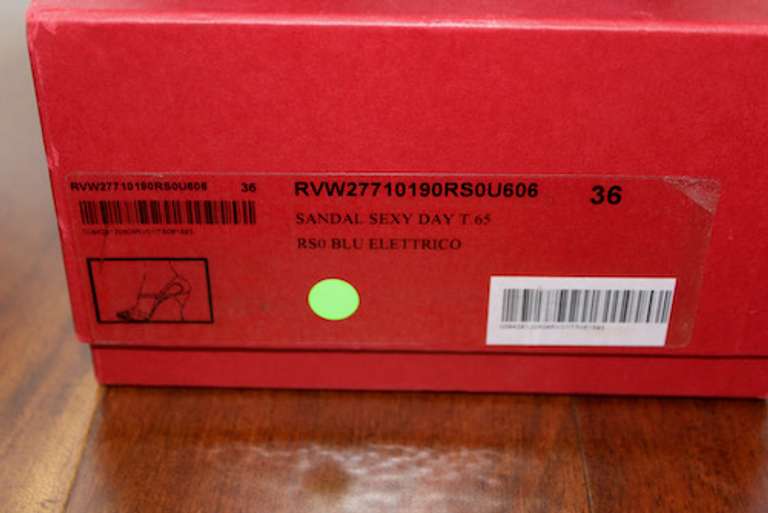 RVW27710190RS0U606 36
RVW27710190RS0U606 36
SANDAL SEXY DAY T.65
RS0 BLU ELETTRICO